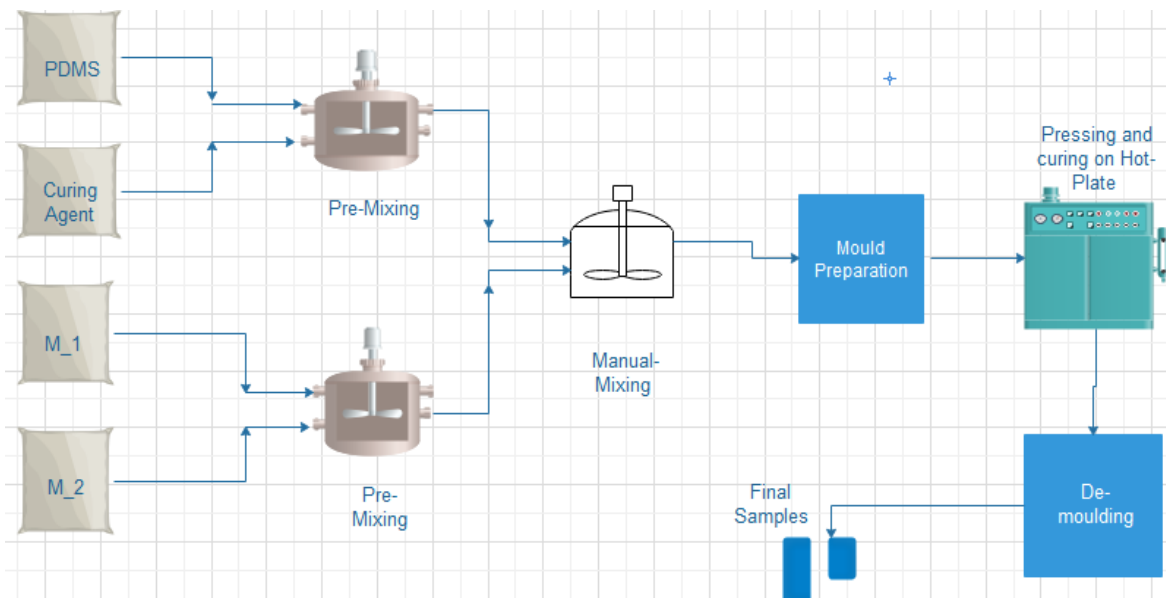 PDMS
Curing
Agent
M_1
M_2
Pre-Mixing
Pre-
Mixing
Manual-
Mixing
Mould
Preparation
Pressing and
curing on Hot-
Plate
De-
moulding
Final
Samples